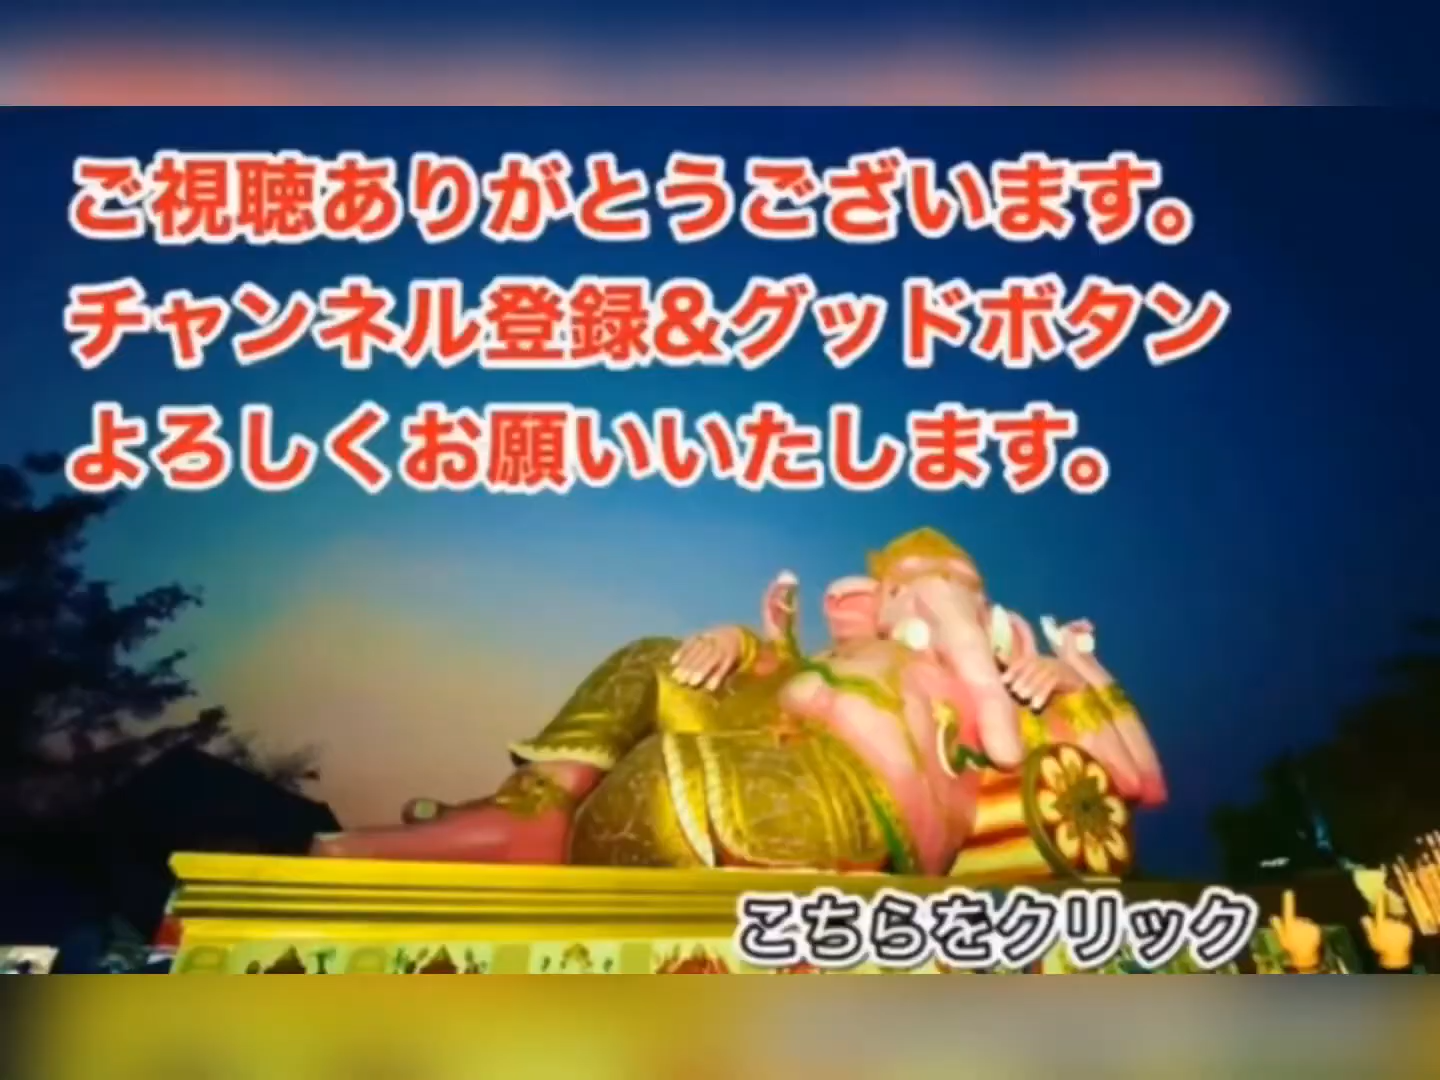 ご視聴ありがとうございます。
チャンネル登録&グッドボタン
よろしくお願いいたします。
こちらをクリック👆👆